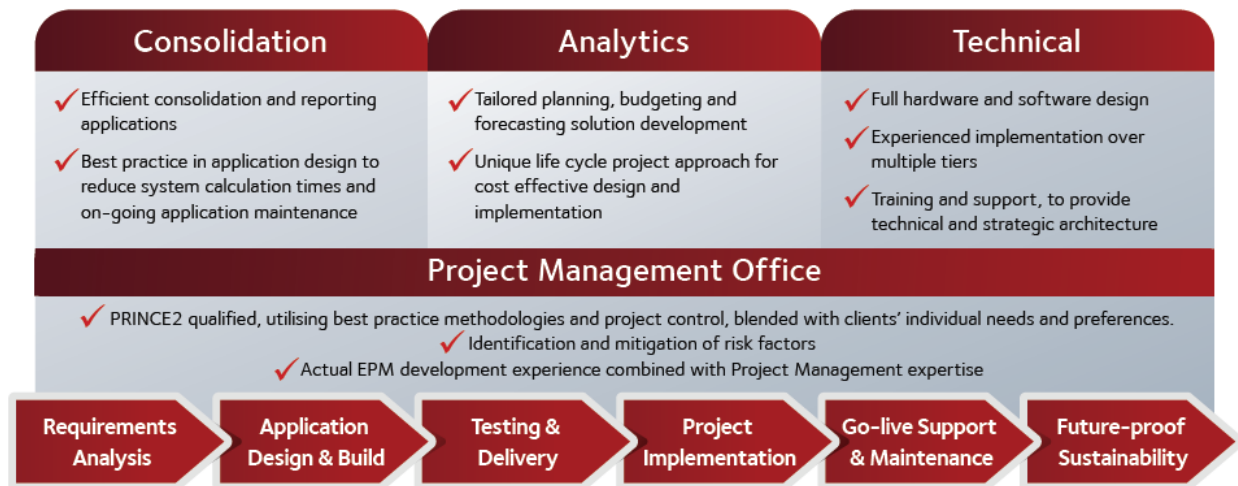 Consolidation
Efficient consolidation and reporting
applications
Best practice in application design to
reduce system calculation times and
on-going application maintenance
Analytics
Tailored planning, budgeting and
forecasting solution development
Unique life cycle project approach for
cost effective design and
implementation
Technical
Full hardware and software design
Experienced implementation over
multiple tiers
Training and support, to provide
technical and strategic architecture
Project Management Office
PRINCE2 qualified, utilising best practice methodologies and project control, blended with clients' individual needs and preferences.
Identification and mitigation of risk factors
Actual EPM development experience combined with Project Management expertise
Requirements
Analysis
Application
Design & Build
Testing &
Delivery
Project
Implementation
Go-live Support
& Maintenance
Future-proof
Sustainability